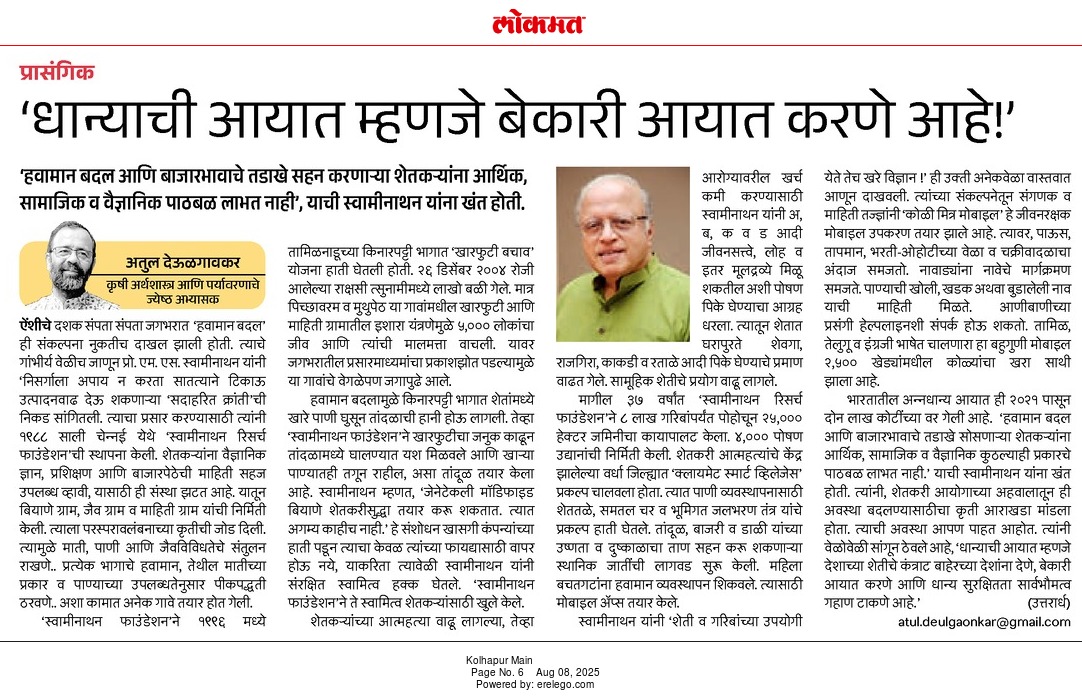 लोकमत
प्रासंगिक
‘धान्याची आयात म्हणजे बेकारी आयात करणे आहे!’
‘हवामान बदल आणि बाजारभावाचे तडाखे सहन करणाऱ्या शेतकऱ्यांना आर्थिक,
सामाजिक व वैज्ञानिक पाठबळ लाभत नाही’, याची स्वामीनाथन यांना खंत होती.
अतुल देऊळगावकर
कृषी अर्थशास्त्र आणि पर्यावरणाचे
ज्येष्ठ अभ्यासक
ऐंशीचे दशक संपता संपता जगभरात ‘हवामान बदल’
ही संकल्पना नुकतीच दाखल झाली होती. त्याचे
गांभीर्य वेळीच जाणून प्रो. एम. एस. स्वामीनाथन यांनी
‘निसर्गाला अपाय न करता सातत्याने टिकाऊ
उत्पादनवाढ देऊ शकणाऱ्या ‘सदाहरित क्रांती’ची
निकड सांगितली. त्याचा प्रसार करण्यासाठी त्यांनी
१९८८ साली चेन्नई येथे ‘स्वामीनाथन रिसर्च
फाउंडेशन’ची स्थापना केली. शेतकऱ्यांना वैज्ञानिक
ज्ञान, प्रशिक्षण आणि बाजारपेठेची माहिती सहज
उपलब्ध व्हावी, यासाठी ही संस्था झटत आहे. यातून
बियाणे ग्राम, जैव ग्राम व माहिती ग्राम यांची निर्मिती
केली. त्याला परस्परावलंबनाच्या कृतीची जोड दिली.
त्यामुळे माती, पाणी आणि जैवविविधतेचे संतुलन
राखणे.. प्रत्येक भागाचे हवामान, तेथील मातीच्या
प्रकार व पाण्याच्या उपलब्धतेनुसार पीकपद्धती
ठरवणे.. अशा कामात अनेक गावे तयार होत गेली.
‘स्वामीनाथन फाउंडेशन’ने १९९६ मध्ये
तामिळनाडूच्या किनारपट्टी भागात ‘खारफुटी बचाव’
योजना हाती घेतली होती. २६ डिसेंबर २००४ रोजी
आलेल्या राक्षसी त्सुनामीमध्ये लाखो बळी गेले. मात्र
पिच्छावरम व मुथुपेठ या गावांमधील खारफुटी आणि
माहिती ग्रामातील इशारा यंत्रणेमुळे ५,००० लोकांचा
जीव आणि त्यांची मालमत्ता वाचली. यावर
जगभरातील प्रसारमाध्यमांचा प्रकाशझोत पडल्यामुळे
या गावांचे वेगळेपण जगापुढे आले.
हवामान बदलामुळे किनारपट्टी भागात शेतांमध्ये
खारे पाणी घुसून तांदळाची हानी होऊ लागली. तेव्हा
‘स्वामीनाथन फाउंडेशन’ने खारफुटीचा जनुक काढून
तांदळामध्ये घालण्यात यश मिळवले आणि खाऱ्या
पाण्यातही तगून राहील, असा तांदूळ तयार केला
आहे. स्वामीनाथन म्हणत, ‘जेनेटेकली मॉडिफाइड
बियाणे शेतकरीसुद्धा तयार करू शकतात. त्यात
अगम्य काहीच नाही.’ हे संशोधन खासगी कंपन्यांच्या
हाती पडून त्याचा केवळ त्यांच्या फायद्यासाठी वापर
होऊ नये, याकरिता त्यावेळी स्वामीनाथन यांनी
संरक्षित स्वामित्व हक्क घेतले. ‘स्वामीनाथन
फाउंडेशन’ने ते स्वामित्व शेतकऱ्यांसाठी खुले केले.
शेतकऱ्यांच्या आत्महत्या वाढू लागल्या, तेव्हा
आरोग्यावरील खर्च
कमी करण्यासाठी
स्वामीनाथन यांनी अ,
ब, क व ड आदी
जीवनसत्त्वे, लोह व
इतर मूलद्रव्ये मिळू
शकतील अशी पोषण
पिके घेण्याचा आग्रह
धरला. त्यातून शेतात
घरापुरते शेवगा,
राजगिरा, काकडी व रताळे आदी पिके घेण्याचे प्रमाण
वाढत गेले. सामूहिक शेतीचे प्रयोग वाढू लागले.
मागील ३७ वर्षांत ‘स्वामीनाथन रिसर्च
फाउंडेशन’ने ८ लाख गरिबांपर्यंत पोहोचून २५,०००
हेक्टर जमिनीचा कायापालट केला. ४,००० पोषण
उद्यानांची निर्मिती केली. शेतकरी आत्महत्यांचे केंद्र
झालेल्या वर्धा जिल्ह्यात ‘क्लायमेट स्मार्ट व्हिलेजेस’
प्रकल्प चालवला होता. त्यात पाणी व्यवस्थापनासाठी
शेततळे, समतल चर व भूमिगत जलभरण तंत्र यांचे
प्रकल्प हाती घेतले. तांदूळ, बाजरी व डाळी यांच्या
उष्णता व दुष्काळाचा ताण सहन करू शकणाऱ्या
स्थानिक जातींची लागवड सुरू केली. महिला
बचतगटांना हवामान व्यवस्थापन शिकवले. त्यासाठी
मोबाइल ॲप्स तयार केले.
स्वामीनाथन यांनी ‘शेती व गरिबांच्या उपयोगी
येते तेच खरे विज्ञान !’ ही उक्ती अनेकवेळा वास्तवात
आणून दाखवली. त्यांच्या संकल्पनेतून संगणक व
माहिती तज्ज्ञांनी ‘कोळी मित्र मोबाइल’ हे जीवनरक्षक
मोबाइल उपकरण तयार झाले आहे. त्यावर, पाऊस,
तापमान, भरती-ओहोटीच्या वेळा व चक्रीवादळाचा
अंदाज समजतो. नावाड्यांना नावेचे मार्गक्रमण
समजते. पाण्याची खोली, खडक अथवा बुडालेली नाव
याची माहिती मिळते. आणीबाणीच्या
प्रसंगी हेल्पलाइनशी संपर्क होऊ शकतो. तामिळ,
तेलुगू व इंग्रजी भाषेत चालणारा हा बहुगुणी मोबाइल
२,५०० खेड्यांमधील कोळ्यांचा खरा साथी
झाला आहे.
भारतातील अन्नधान्य आयात ही २०२१ पासून
दोन लाख कोटींच्या वर गेली आहे. ‘हवामान बदल
आणि बाजारभावाचे तडाखे सोसणाऱ्या शेतकऱ्यांना
आर्थिक, सामाजिक व वैज्ञानिक कुठल्याही प्रकारचे
पाठबळ लाभत नाही.’ याची स्वामीनाथन यांना खंत
होती. त्यांनी, शेतकरी आयोगाच्या अहवालातून ही
अवस्था बदलण्यासाठीचा कृती आराखडा मांडला
होता. त्याची अवस्था आपण पाहत आहोत. त्यांनी
वेळोवेळी सांगून ठेवले आहे, ‘धान्याची आयात म्हणजे
देशाच्या शेतीचे कंत्राट बाहेरच्या देशांना देणे, बेकारी
आयात करणे आणि धान्य सुरक्षितता सार्वभौमत्व
गहाण टाकणे आहे.’ (उत्तरार्ध)
atul.deulgaonkar@gmail.com
Kolhapur Main
Page No. 6 Aug 08, 2025
Powered by: erelego.com